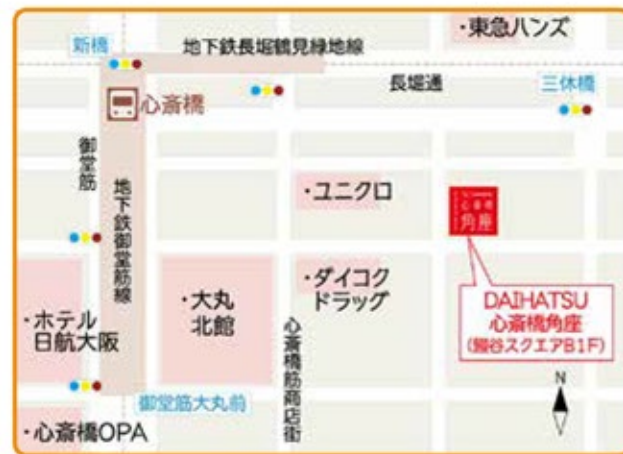 東急ハンズ
新橋
地下鉄長堀鶴見緑地線
長堀通
三休橋
心斎橋
御堂筋
地下鉄御堂筋線
・ユニクロ
角座
・ダイコク
ドラッグ
・大丸
北館
・ホテル
日航大阪
DAIHATSU
心斎橋角座
(鰻谷スクエアB1F)
心斎橋筋商店街
N
御堂筋大丸前
・心斎橋OPA